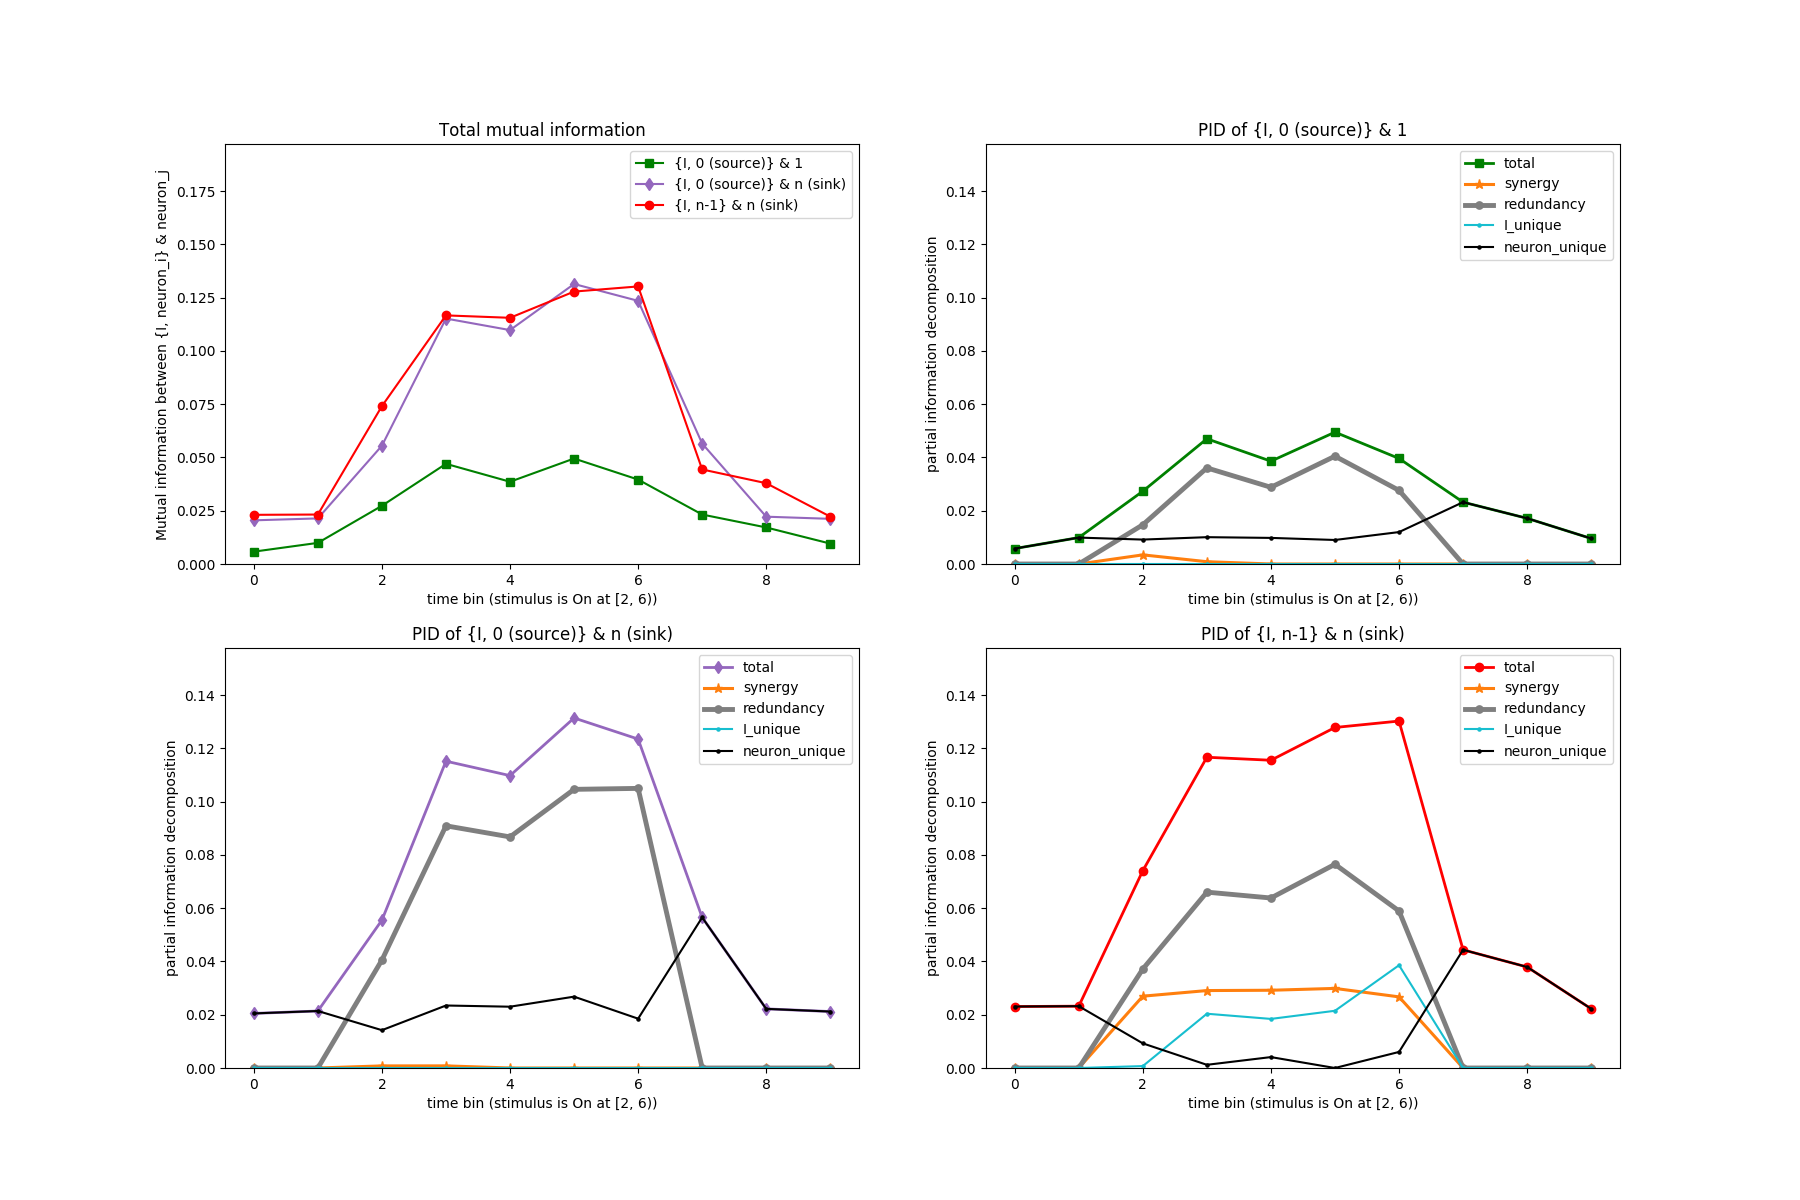 Total mutual information
Mutual information between {I, neuron_i} & neuron_j
0.175
0.150
0.125
0.100
0.075
0.050
0.025
0.000
{I, 0 (source)} & 1
{I, 0 (source)} & n (sink)
{I, n-1} & n (sink)
0 2 4 6 8
time bin (stimulus is On at [2, 6))
PID of {I, 0 (source)} & 1
partial information decomposition
0.14
0.12
0.10
0.08
0.06
0.04
0.02
0.00
total
synergy
redundancy
I_unique
neuron_unique
0 2 4 6 8
time bin (stimulus is On at [2, 6))
PID of {I, 0 (source)} & n (sink)
partial information decomposition
0.14
0.12
0.10
0.08
0.06
0.04
0.02
0.00
total
synergy
redundancy
I_unique
neuron_unique
0 2 4 6 8
time bin (stimulus is On at [2, 6))
PID of {I, n-1} & n (sink)
partial information decomposition
0.14
0.12
0.10
0.08
0.06
0.04
0.02
0.00
total
synergy
redundancy
I_unique
neuron_unique
0 2 4 6 8
time bin (stimulus is On at [2, 6))